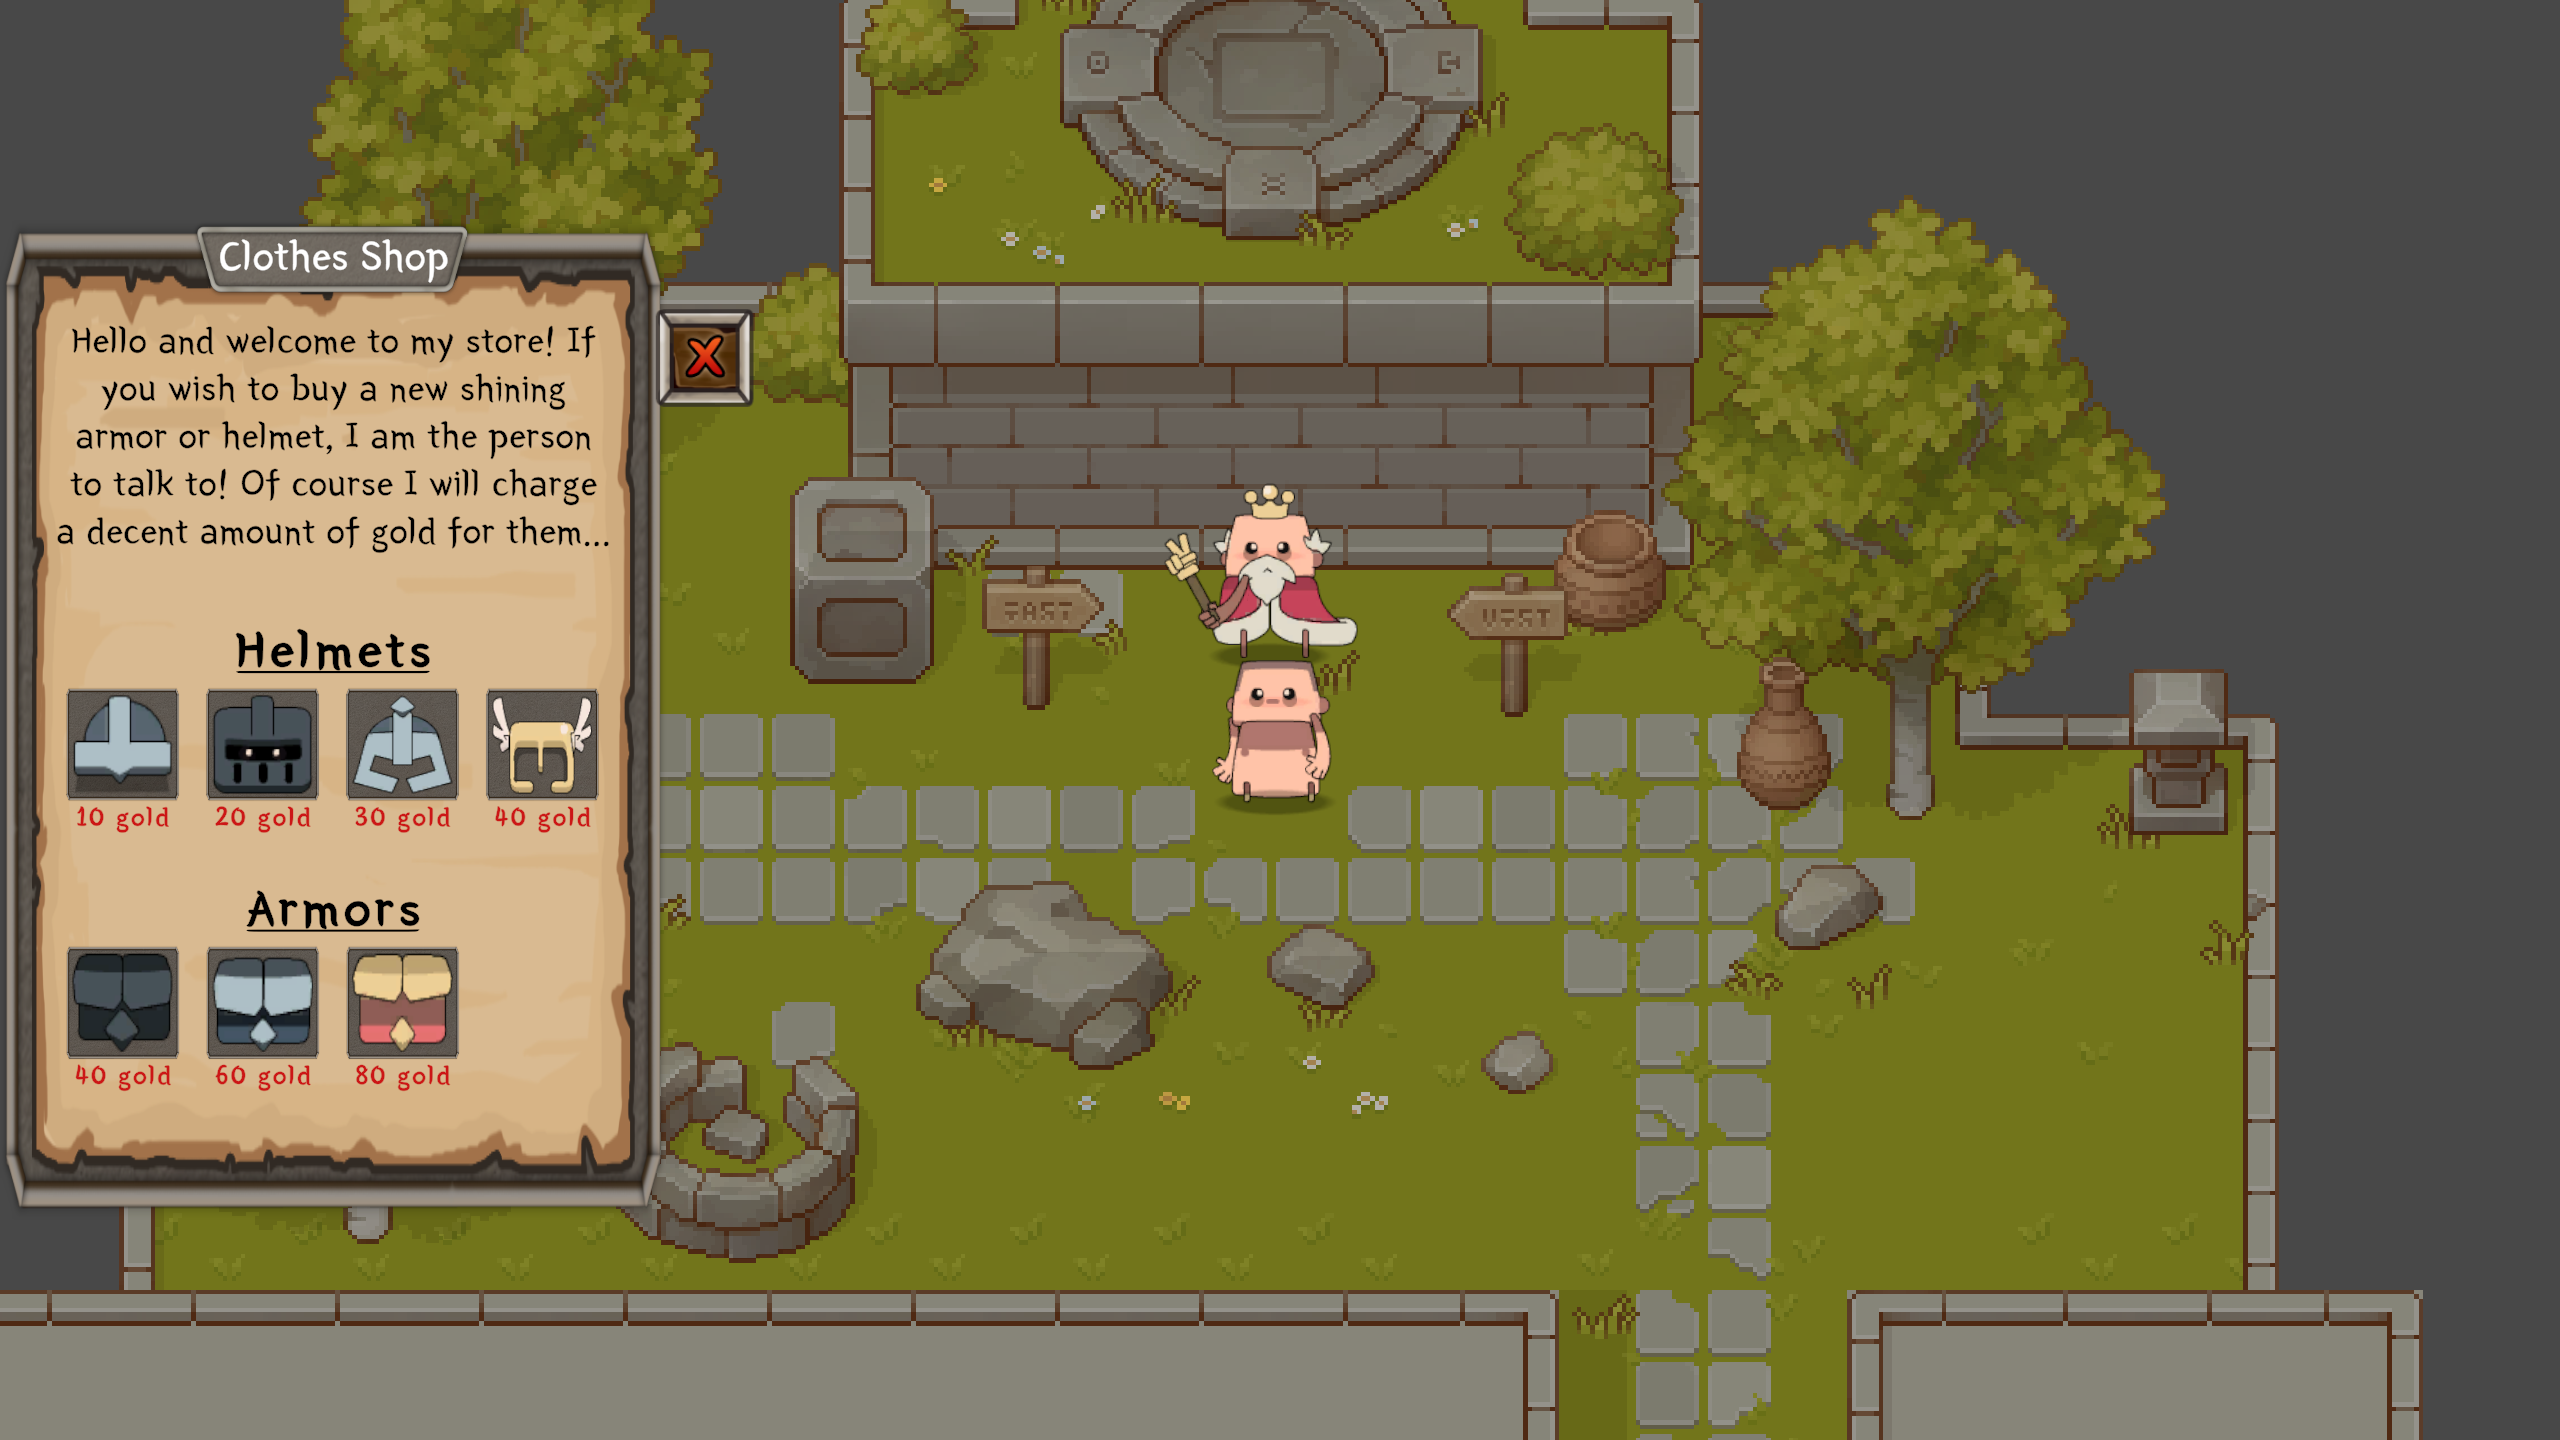 Clothes Shop
Hello and welcome to my store! If
you wish to buy a new shining
armor or helmet, I am the person
to talk to! Of course I will charge
a decent amount of gold for them...
Helmets
10 gold 20 gold 30 gold 40 gold
Armors
40 gold 60 gold 80 gold
EAST
WEST